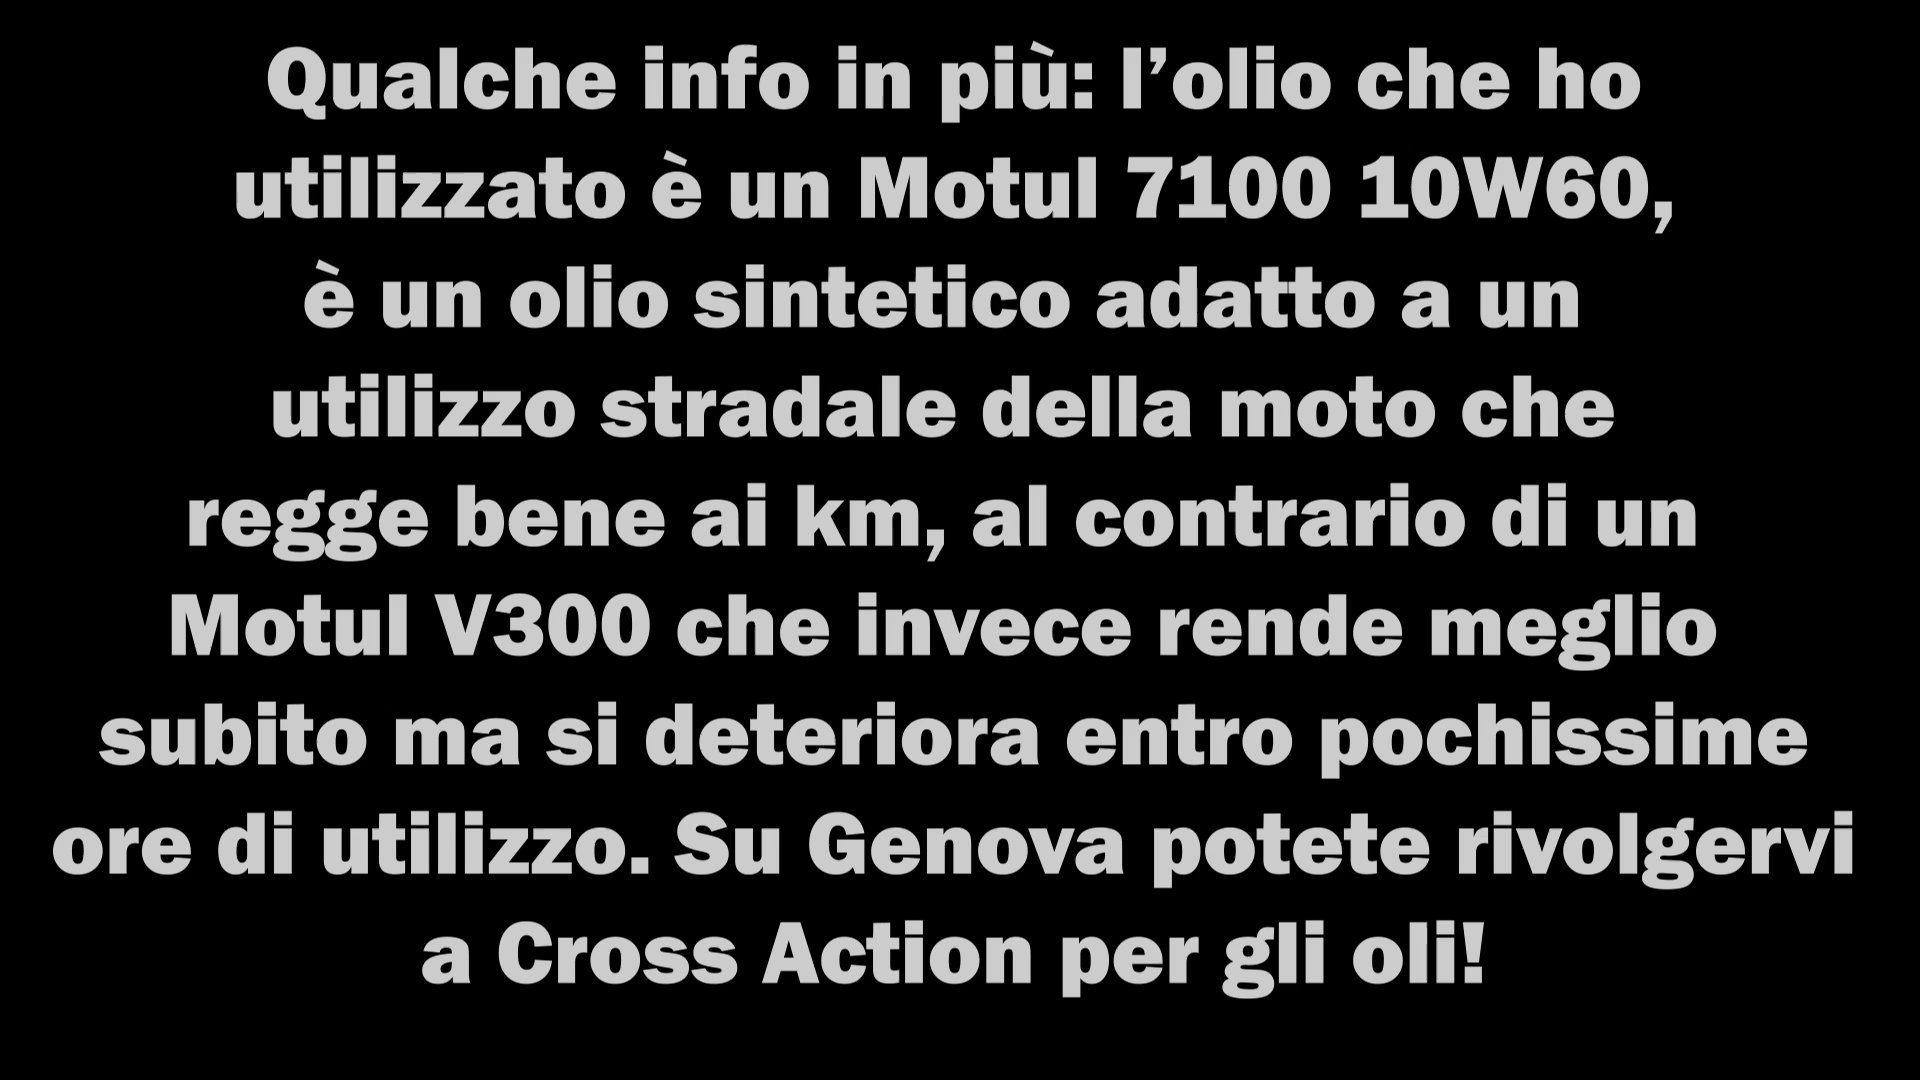 Qualche info in più: l’olio che ho
utilizzato è un Motul 7100 10W60,
è un olio sintetico adatto a un
utilizzo stradale della moto che
regge bene ai km, al contrario di un
Motul V300 che invece rende meglio
subito ma si deteriora entro pochissime
ore di utilizzo. Su Genova potete rivolgervi
a Cross Action per gli oli!